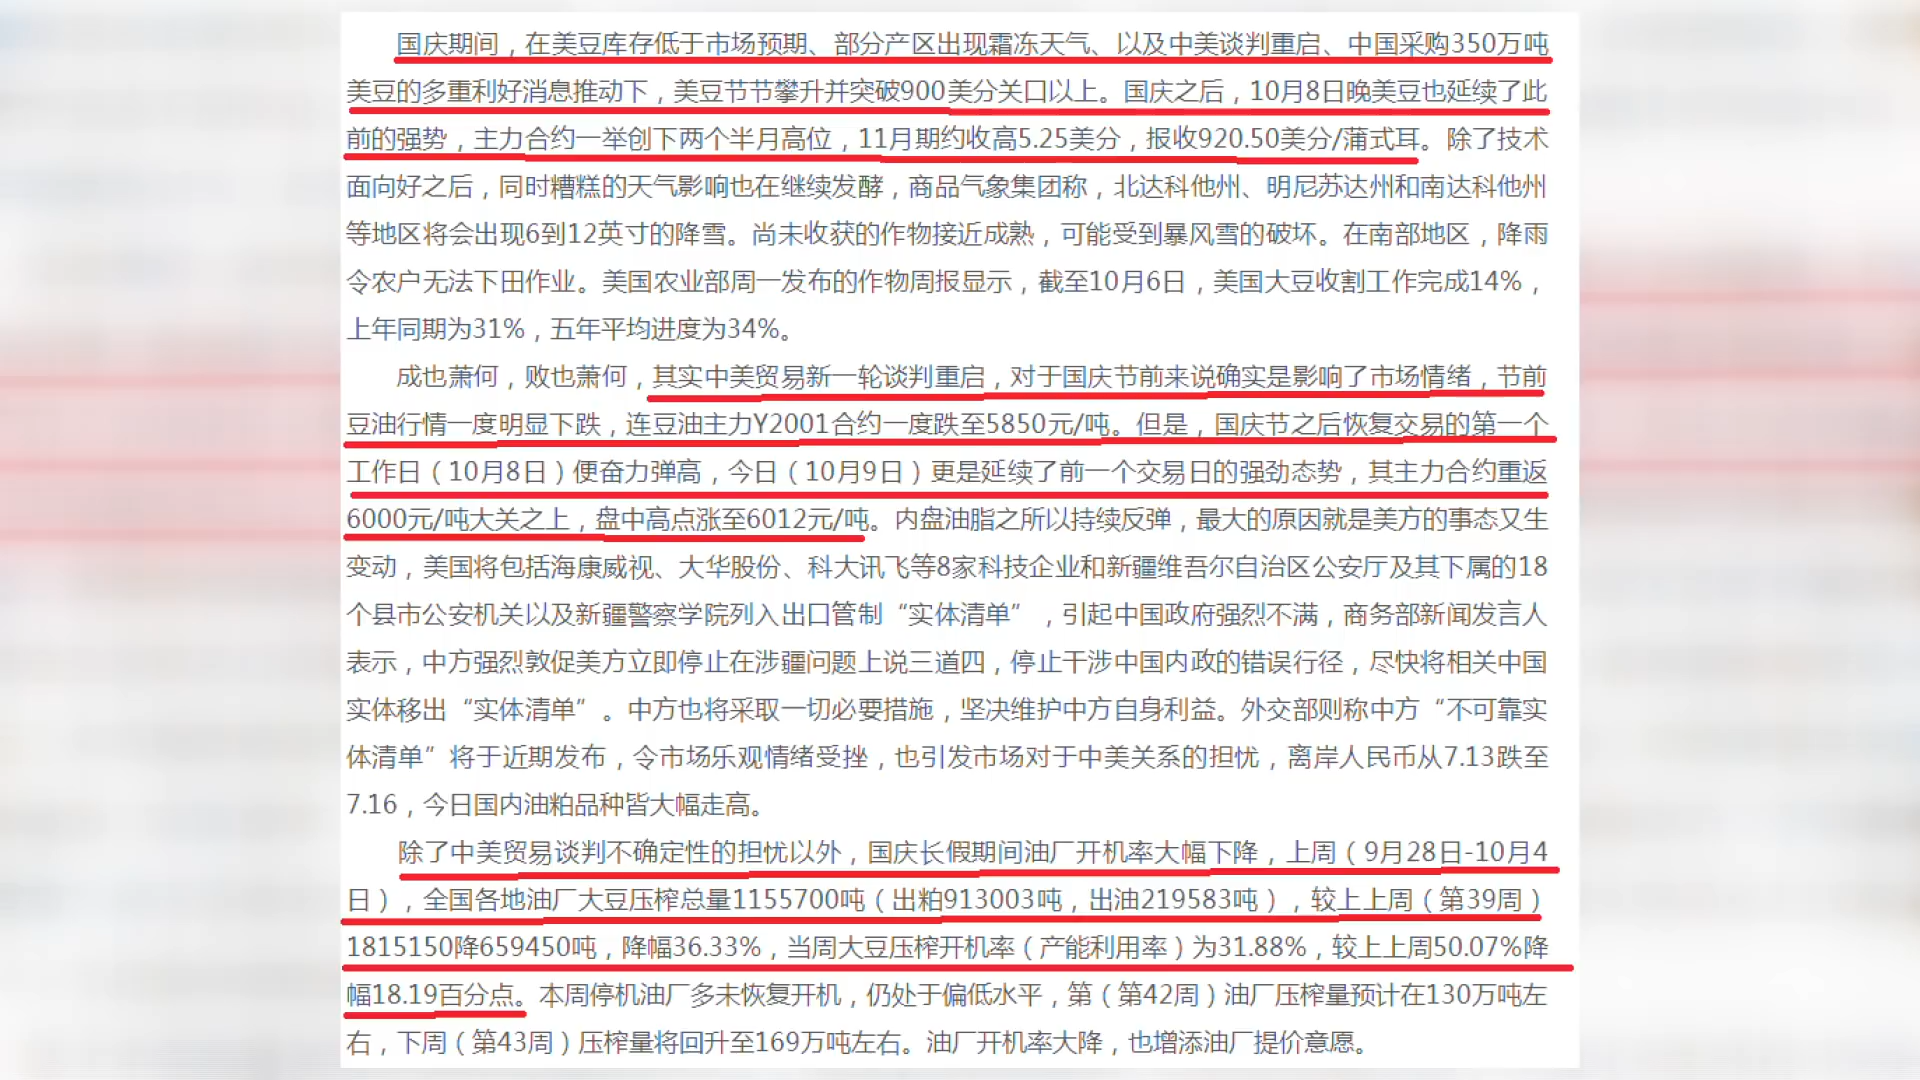 国庆期间，在美豆库存低于市场预期、部分产区出现霜冻天气、以及中美谈判重启、中国采购350万吨
美豆的多重利好消息推动下，美豆节节攀升并突破900美分关口以上。国庆之后，10月8日晚美豆也延续了此
前的强势，主力合约一举创下两个半月高位，11月期约收高5.25美分，报收920.50美分/蒲式耳。除了技术
面向好之后，同时糟糕的天气影响也在继续发酵，商品气象集团称，北达科他州、明尼苏达州和南达科他州
等地区将会出现6到12英寸的降雪。尚未收获的作物接近成熟，可能受到暴风雪的破坏。在南部地区，降雨
令农户无法下田作业。美国农业部周一发布的作物周报显示，截至10月6日，美国大豆收割工作完成14%，
上年同期为31%，五年平均进度为34%。
成也萧何，败也萧何，其实中美贸易新一轮谈判重启，对于国庆节前来说确实是影响了市场情绪，节前
豆油行情一度明显下跌，连豆油主力Y2001合约一度跌至5850元/吨。但是，国庆节之后恢复交易的第一个
工作日（10月8日）便奋力弹高，今日（10月9日）更是延续了前一个交易日的强劲态势，其主力合约重返
6000元/吨大关之上，盘中高点涨至6012元/吨。内盘油脂之所以持续反弹，最大的原因就是美方的事态又生
变动，美国将包括海康威视、大华股份、科大讯飞等8家科技企业和新疆维吾尔自治区公安厅及其下属的18
个县市公安机关以及新疆警察学院列入出口管制“实体清单”，引起中国政府强烈不满，商务部新闻发言人
表示，中方强烈敦促美方立即停止在涉疆问题上说三道四，停止干涉中国内政的错误行径，尽快将相关中国
实体移出“实体清单”。中方也将采取一切必要措施，坚决维护中方自身利益。外交部则称中方“不可靠实
体清单”将于近期发布，令市场乐观情绪受挫，也引发市场对于中美关系的担忧，离岸人民币从7.13跌至
7.16，今日国内油粕品种皆大幅走高。
除了中美贸易谈判不确定性的担忧以外，国庆长假期间油厂开机率大幅下降，上周（9月28日-10月4
日），全国各地油厂大豆压榨总量1155700吨（出粕913003吨，出油219583吨），较上上周（第39周）
1815150降659450吨，降幅36.33%，当周大豆压榨开机率（产能利用率）为31.88%，较上上周50.07%降
幅18.19百分点。本周停机油厂多未恢复开机，仍处于偏低水平，第（第42周）油厂压榨量预计在130万吨左
右，下周（第43周）压榨量将回升至169万吨左右。油厂开机率大降，也增添油厂提价意愿。